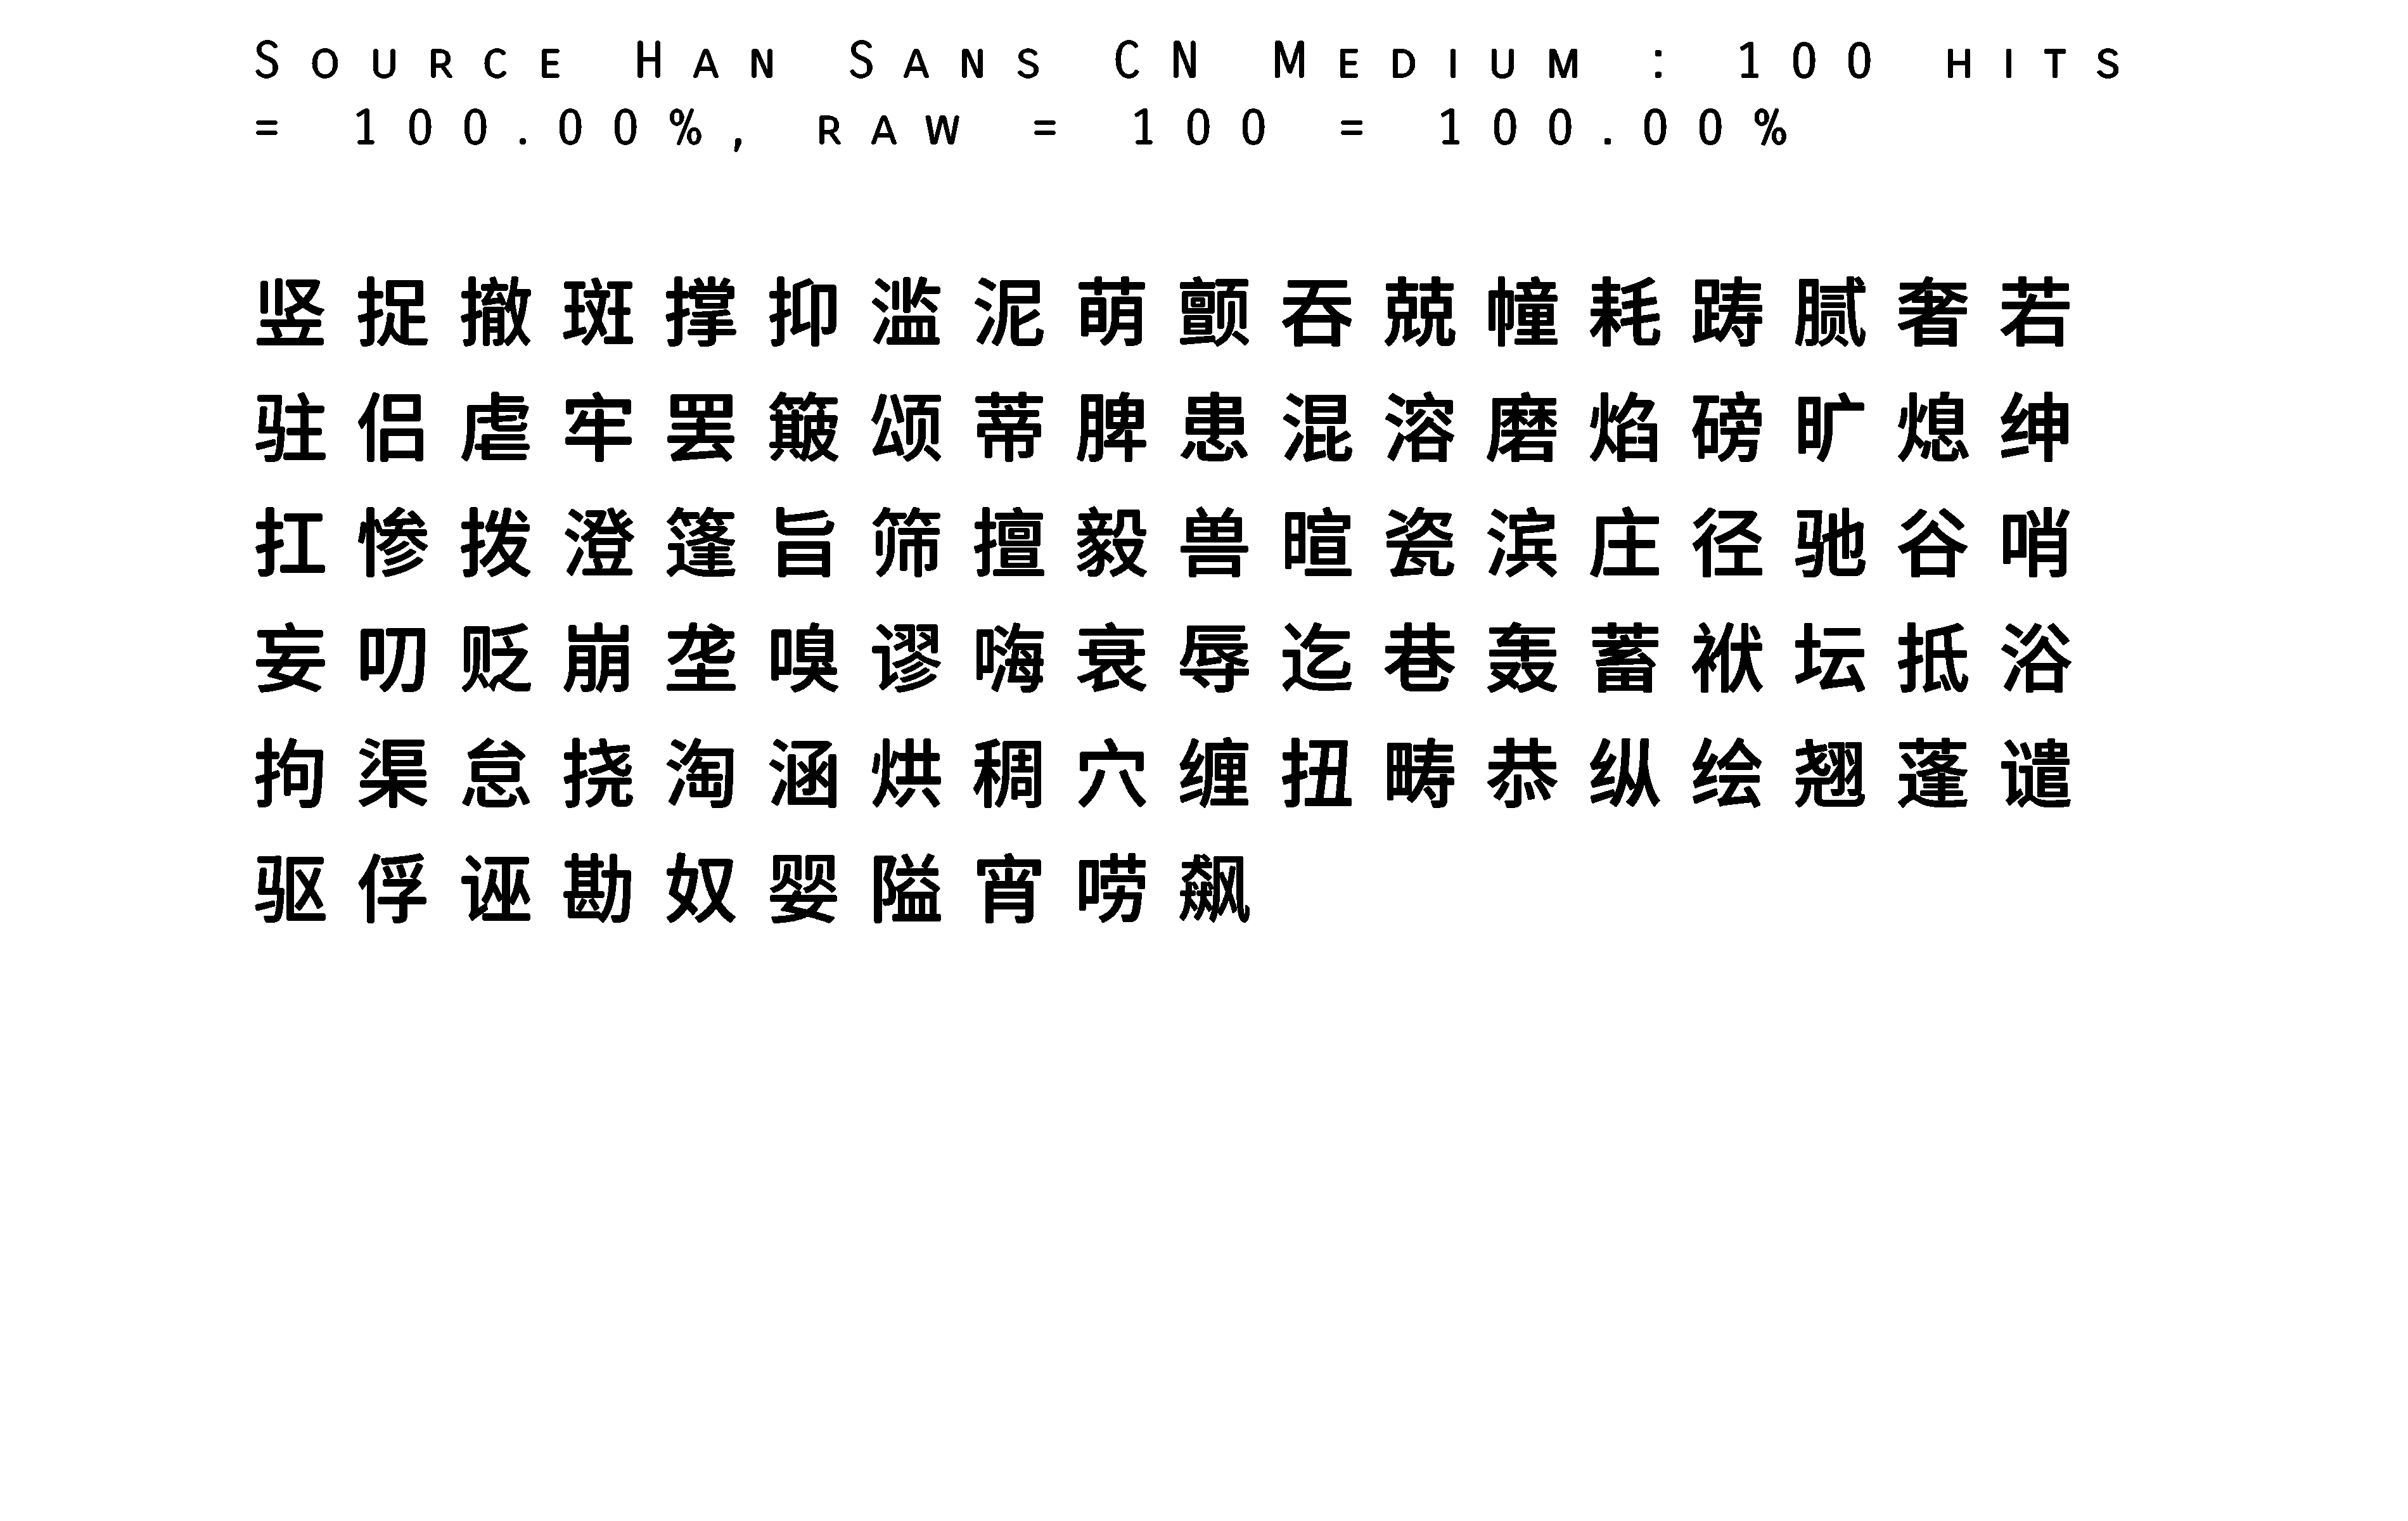 Source Han Sans CN Medium : 100 hits
= 100.00%, raw = 100 = 100.00%
竖捉撤斑撑抑滥泥萌颤吞兢幢耗踌腻奢若
驻侣虐牢罢簸颂蒂脾患混溶磨焰磅旷熄绅
扛惨拨澄篷旨筛擅毅兽暄瓷滨庄径驰谷哨
妄叨贬崩垄嗅谬嗨衰辱迄巷轰蓄袱坛抵浴
拘渠怠挠淘涵烘稠穴缠扭畴恭纵绘翘蓬谴
驱俘诬勘奴婴隘宵唠飙